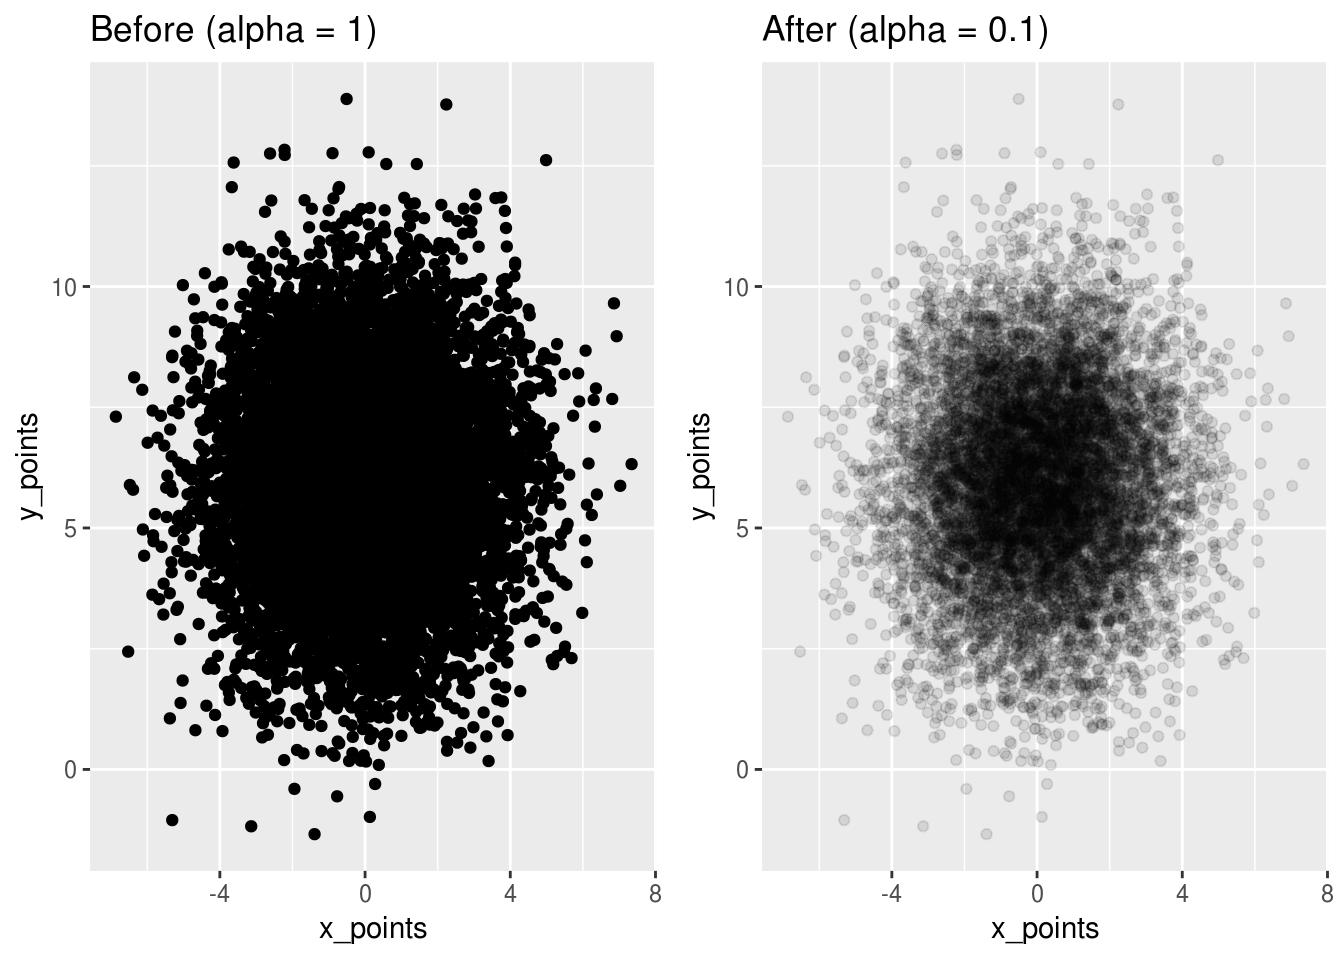 Before (alpha = 1)
y_points
10
5
0
-4
0
4
8
x_points
After (alpha = 0.1)
y_points
10
5
0
-4
0
4
8
x_points